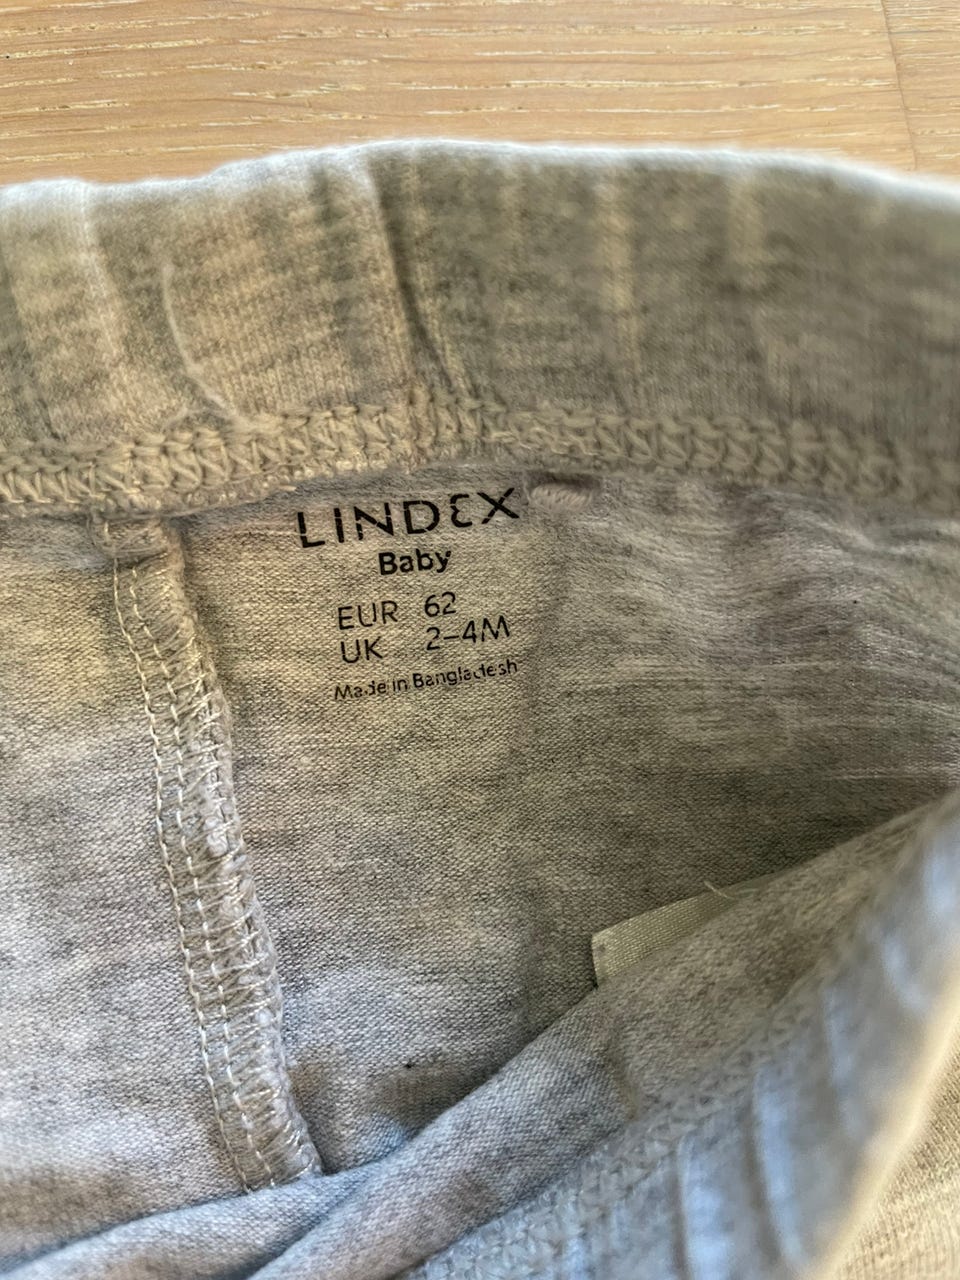 LINDEX
Baby
EUR 62
UK 2-4M
Made in Bangladesh